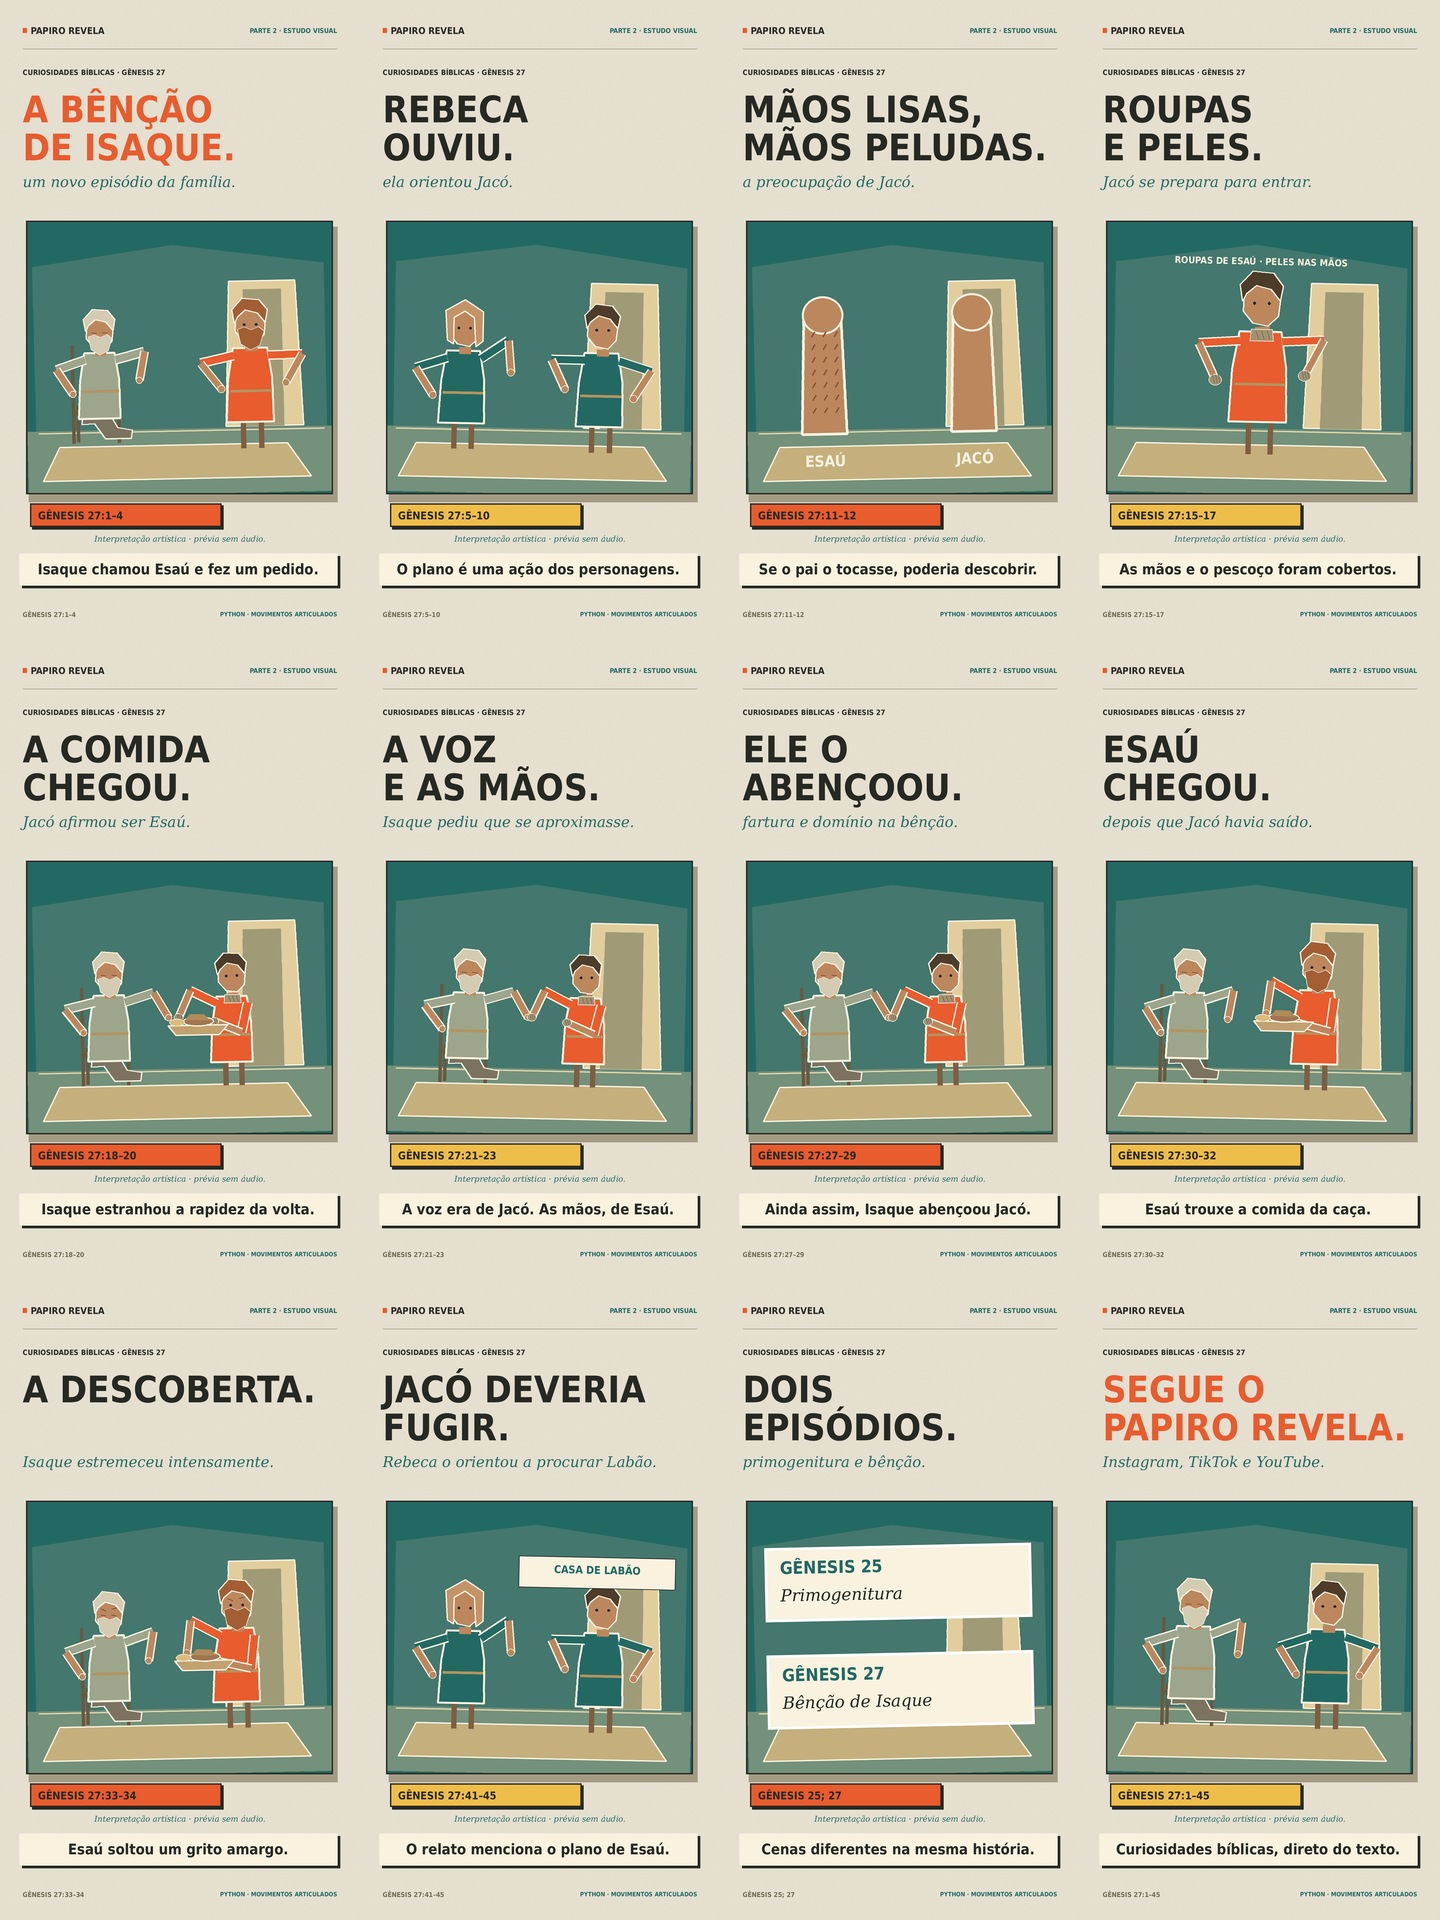 PAPIRO REVELA
PARTE 2 · ESTUDO VISUAL
CURIOSIDADES BÍBLICAS · GÊNESIS 27
A BÊNÇÃO
DE ISAQUE.
um novo episódio da família.
GÊNESIS 27:1–4
Interpretação artística · prévia sem áudio.
Isaque chamou Esaú e fez um pedido.
GÊNESIS 27:1–4
PYTHON · MOVIMENTOS ARTICULADOS
PAPIRO REVELA
PARTE 2 · ESTUDO VISUAL
CURIOSIDADES BÍBLICAS · GÊNESIS 27
REBECA
OUVIU.
ela orientou Jacó.
GÊNESIS 27:5–10
Interpretação artística · prévia sem áudio.
O plano é uma ação dos personagens.
GÊNESIS 27:5–10
PYTHON · MOVIMENTOS ARTICULADOS
PAPIRO REVELA
PARTE 2 · ESTUDO VISUAL
CURIOSIDADES BÍBLICAS · GÊNESIS 27
MÃOS LISAS,
MÃOS PELUDAS.
a preocupação de Jacó.
ESAÚ
JACÓ
GÊNESIS 27:11–12
Interpretação artística · prévia sem áudio.
Se o pai o tocasse, poderia descobrir.
GÊNESIS 27:11–12
PYTHON · MOVIMENTOS ARTICULADOS
PAPIRO REVELA
PARTE 2 · ESTUDO VISUAL
CURIOSIDADES BÍBLICAS · GÊNESIS 27
ROUPAS
E PELES.
Jacó se prepara para entrar.
ROUPAS DE ESAÚ · PELES NAS MÃOS
GÊNESIS 27:15–17
Interpretação artística · prévia sem áudio.
As mãos e o pescoço foram cobertos.
GÊNESIS 27:15–17
PYTHON · MOVIMENTOS ARTICULADOS
PAPIRO REVELA
PARTE 2 · ESTUDO VISUAL
CURIOSIDADES BÍBLICAS · GÊNESIS 27
A COMIDA
CHEGOU.
Jacó afirmou ser Esaú.
GÊNESIS 27:18–20
Interpretação artística · prévia sem áudio.
Isaque estranhou a rapidez da volta.
GÊNESIS 27:18–20
PYTHON · MOVIMENTOS ARTICULADOS
PAPIRO REVELA
PARTE 2 · ESTUDO VISUAL
CURIOSIDADES BÍBLICAS · GÊNESIS 27
A VOZ
E AS MÃOS.
Isaque pediu que se aproximasse.
GÊNESIS 27:21–23
Interpretação artística · prévia sem áudio.
A voz era de Jacó. As mãos, de Esaú.
GÊNESIS 27:21–23
PYTHON · MOVIMENTOS ARTICULADOS
PAPIRO REVELA
PARTE 2 · ESTUDO VISUAL
CURIOSIDADES BÍBLICAS · GÊNESIS 27
ELE O
ABENÇOOU.
fartura e domínio na bênção.
GÊNESIS 27:27–29
Interpretação artística · prévia sem áudio.
Ainda assim, Isaque abençoou Jacó.
GÊNESIS 27:27–29
PYTHON · MOVIMENTOS ARTICULADOS
PAPIRO REVELA
PARTE 2 · ESTUDO VISUAL
CURIOSIDADES BÍBLICAS · GÊNESIS 27
ESAÚ
CHEGOU.
depois que Jacó havia saído.
GÊNESIS 27:30–32
Interpretação artística · prévia sem áudio.
Esaú trouxe a comida da caça.
GÊNESIS 27:30–32
PYTHON · MOVIMENTOS ARTICULADOS
PAPIRO REVELA
PARTE 2 · ESTUDO VISUAL
CURIOSIDADES BÍBLICAS · GÊNESIS 27
A DESCOBERTA.
Isaque estremeceu intensamente.
GÊNESIS 27:33–34
Interpretação artística · prévia sem áudio.
Esaú soltou um grito amargo.
GÊNESIS 27:33–34
PYTHON · MOVIMENTOS ARTICULADOS
PAPIRO REVELA
PARTE 2 · ESTUDO VISUAL
CURIOSIDADES BÍBLICAS · GÊNESIS 27
JACÓ DEVERIA
FUGIR.
Rebeca o orientou a procurar Labão.
CASA DE LABÃO
GÊNESIS 27:41–45
Interpretação artística · prévia sem áudio.
O relato menciona o plano de Esaú.
GÊNESIS 27:41–45
PYTHON · MOVIMENTOS ARTICULADOS
PAPIRO REVELA
PARTE 2 · ESTUDO VISUAL
CURIOSIDADES BÍBLICAS · GÊNESIS 27
DOIS
EPISÓDIOS.
primogenitura e bênção.
GÊNESIS 25
Primogenitura
GÊNESIS 27
Bênção de Isaque
GÊNESIS 25; 27
Interpretação artística · prévia sem áudio.
Cenas diferentes na mesma história.
GÊNESIS 25; 27
PYTHON · MOVIMENTOS ARTICULADOS
PAPIRO REVELA
PARTE 2 · ESTUDO VISUAL
CURIOSIDADES BÍBLICAS · GÊNESIS 27
SEGUE O
PAPIRO REVELA.
Instagram, TikTok e YouTube.
GÊNESIS 27:1–45
Interpretação artística · prévia sem áudio.
Curiosidades bíblicas, direto do texto.
GÊNESIS 27:1–45
PYTHON · MOVIMENTOS ARTICULADOS